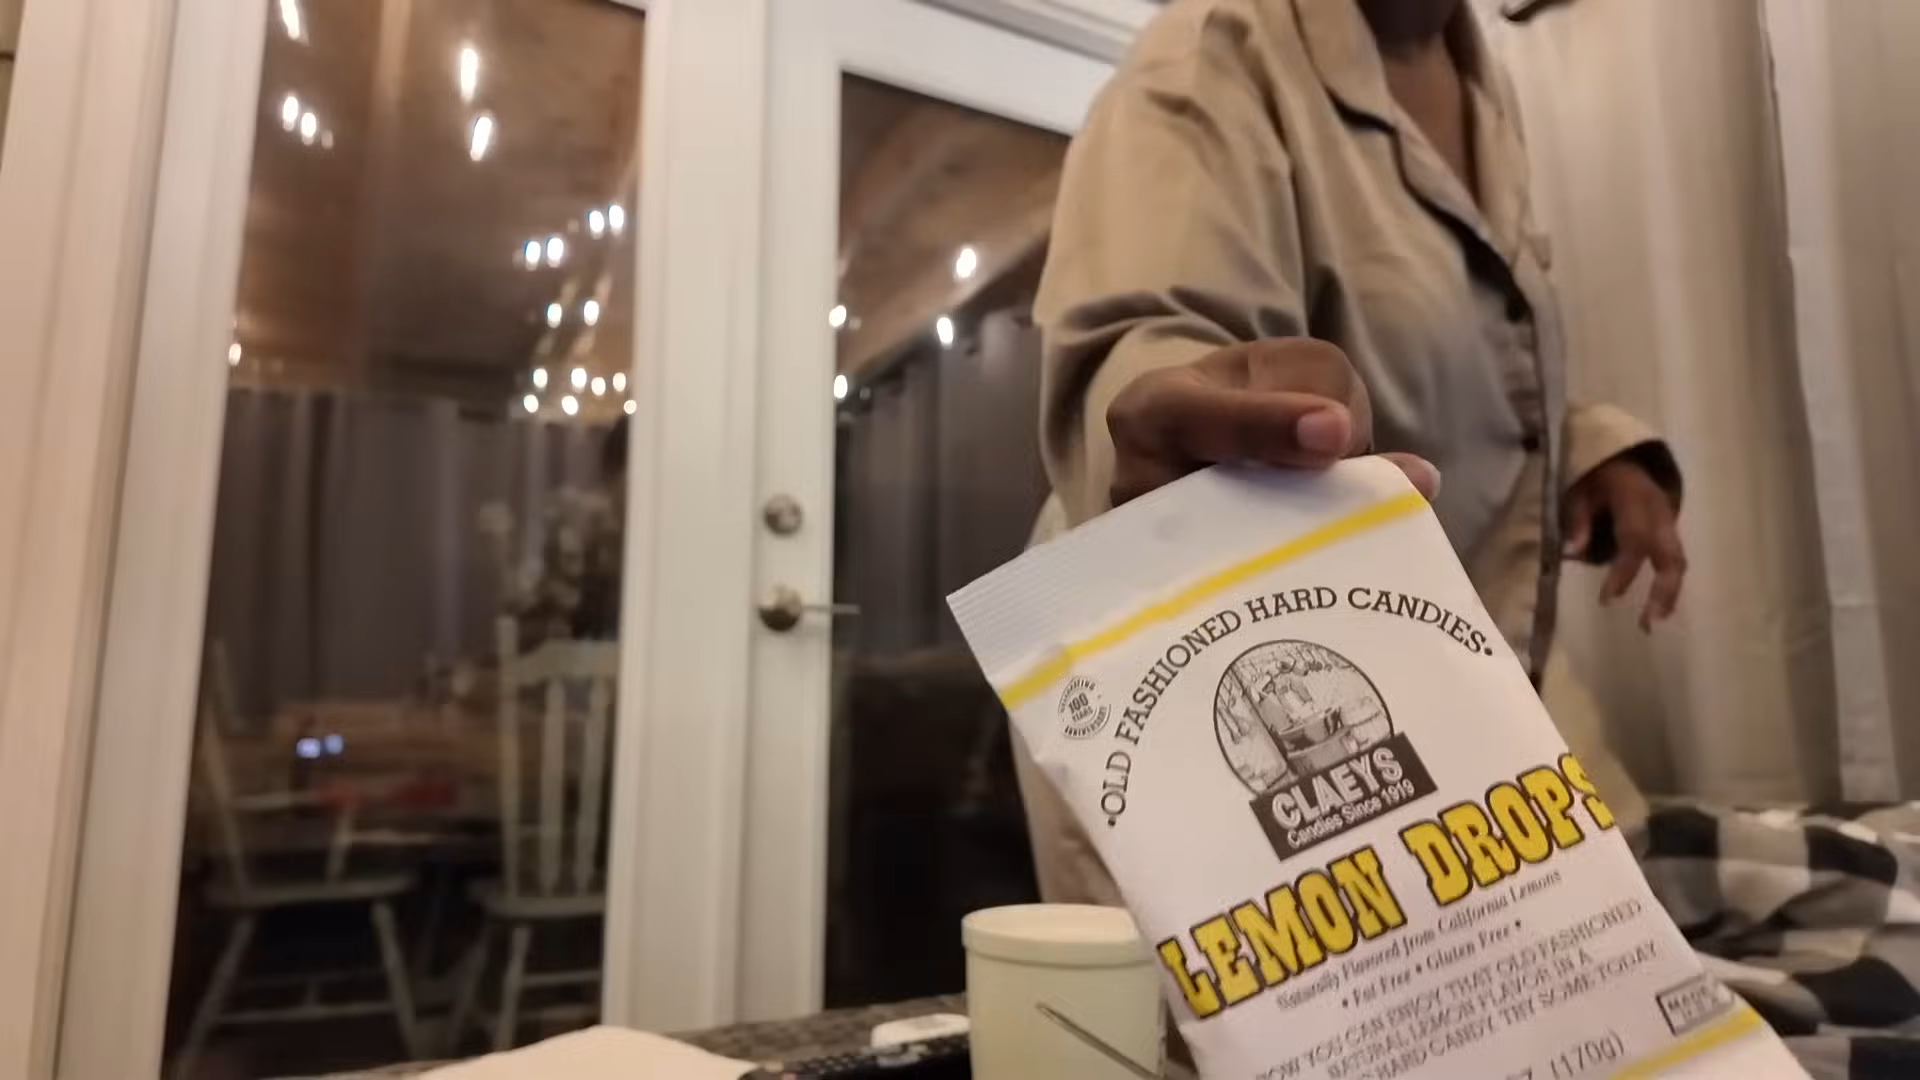 •OLD FASHIONED HARD CANDIES•
100
YEARS
ANNIVERSARY
CLAEYS
Candies Since 1919
LEMON DROPS
Naturally Flavored from California Lemons
• Fat Free • Gluten Free •
YOU CAN ENJOY THAT OLD FASHIONED
NATURAL LEMON FLAVOR IN A
HARD CANDY. TRY SOME TODAY
(170g)